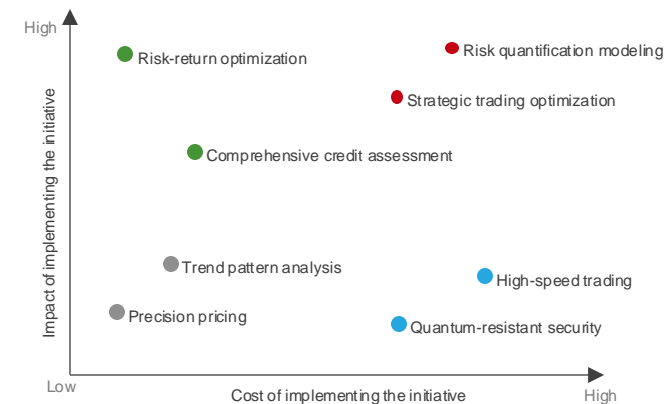 High
Risk quantification modeling
Risk-return optimization
Strategic trading optimization
Comprehensive credit assessment
Impact of implementing the initiative
Trend pattern analysis
High-speed trading
Precision pricing
Quantum-resistant security
Low
Cost of implementing the initiative
High